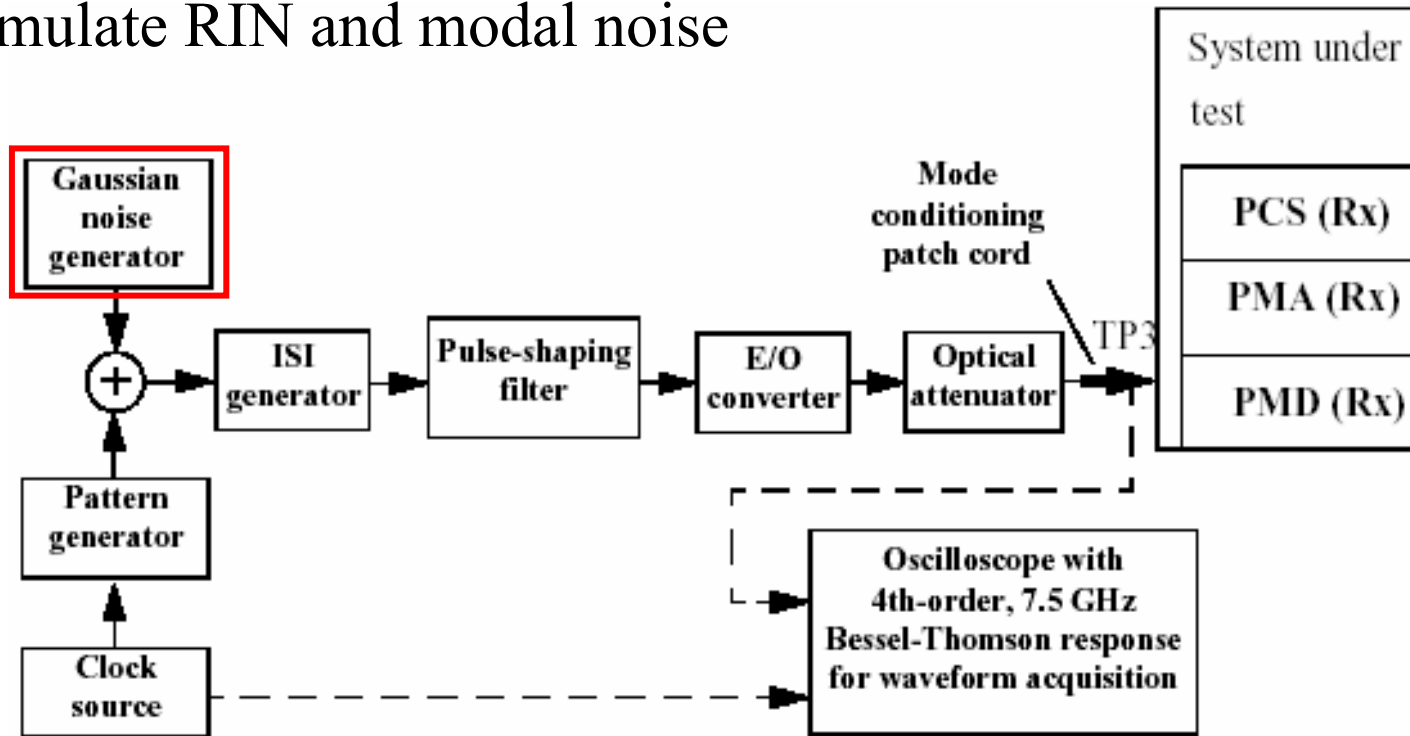 mulate RIN and modal noise
System under
test
Gaussian
noise
generator
Mode
conditioning
patch cord
PCS (Rx)
PMA (Rx)
TP3
PMD (Rx)
+
ISI
generator
Pulse-shaping
filter
E/O
converter
Optical
attenuator
Pattern
generator
Oscilloscope with
4th-order, 7.5 GHz
Bessel-Thomson response
for waveform acquisition
Clock
source